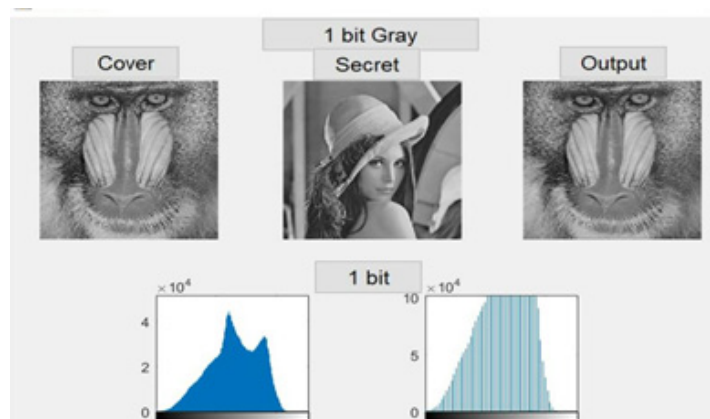 1 bit Gray
Cover
Secret
Output
1 bit
× 10⁴
4
2
0
10 × 10⁴
5
0